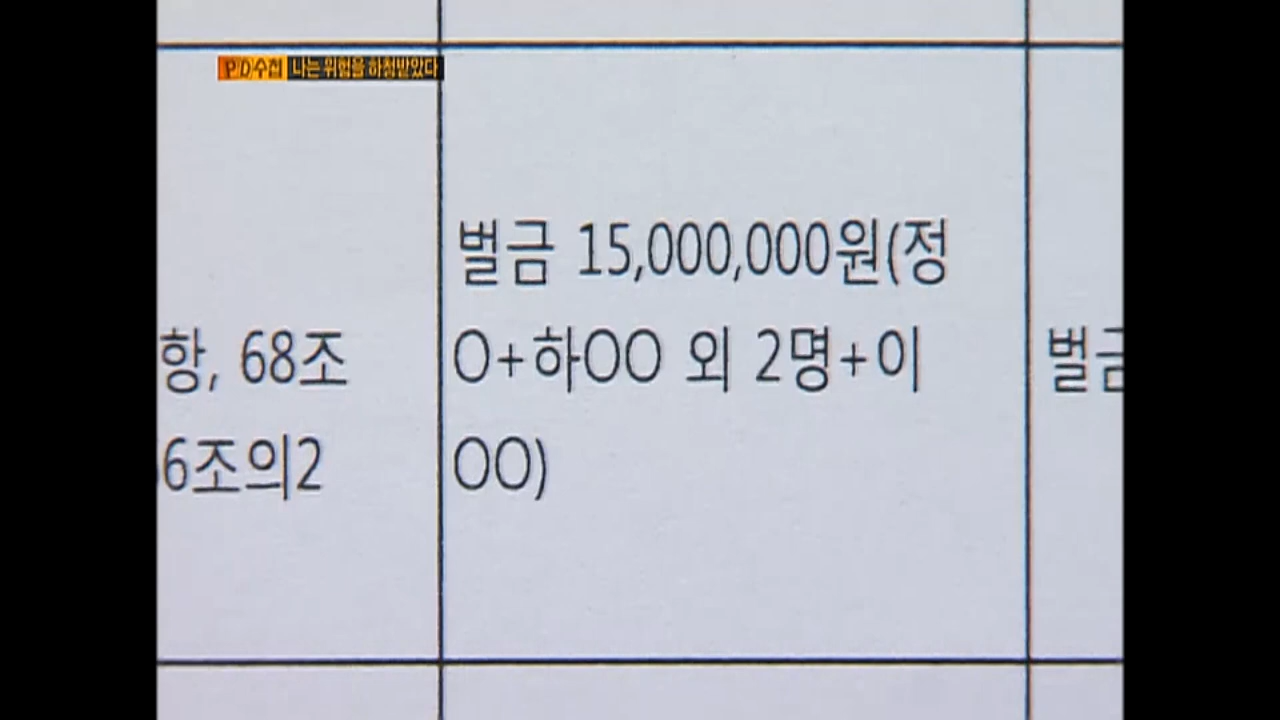 PD수첩 나는 위험을 하청받았다
벌금 15,000,000원(정
항, 68조
O+하OO 외 2명+이
벌금
6조의2
OO)